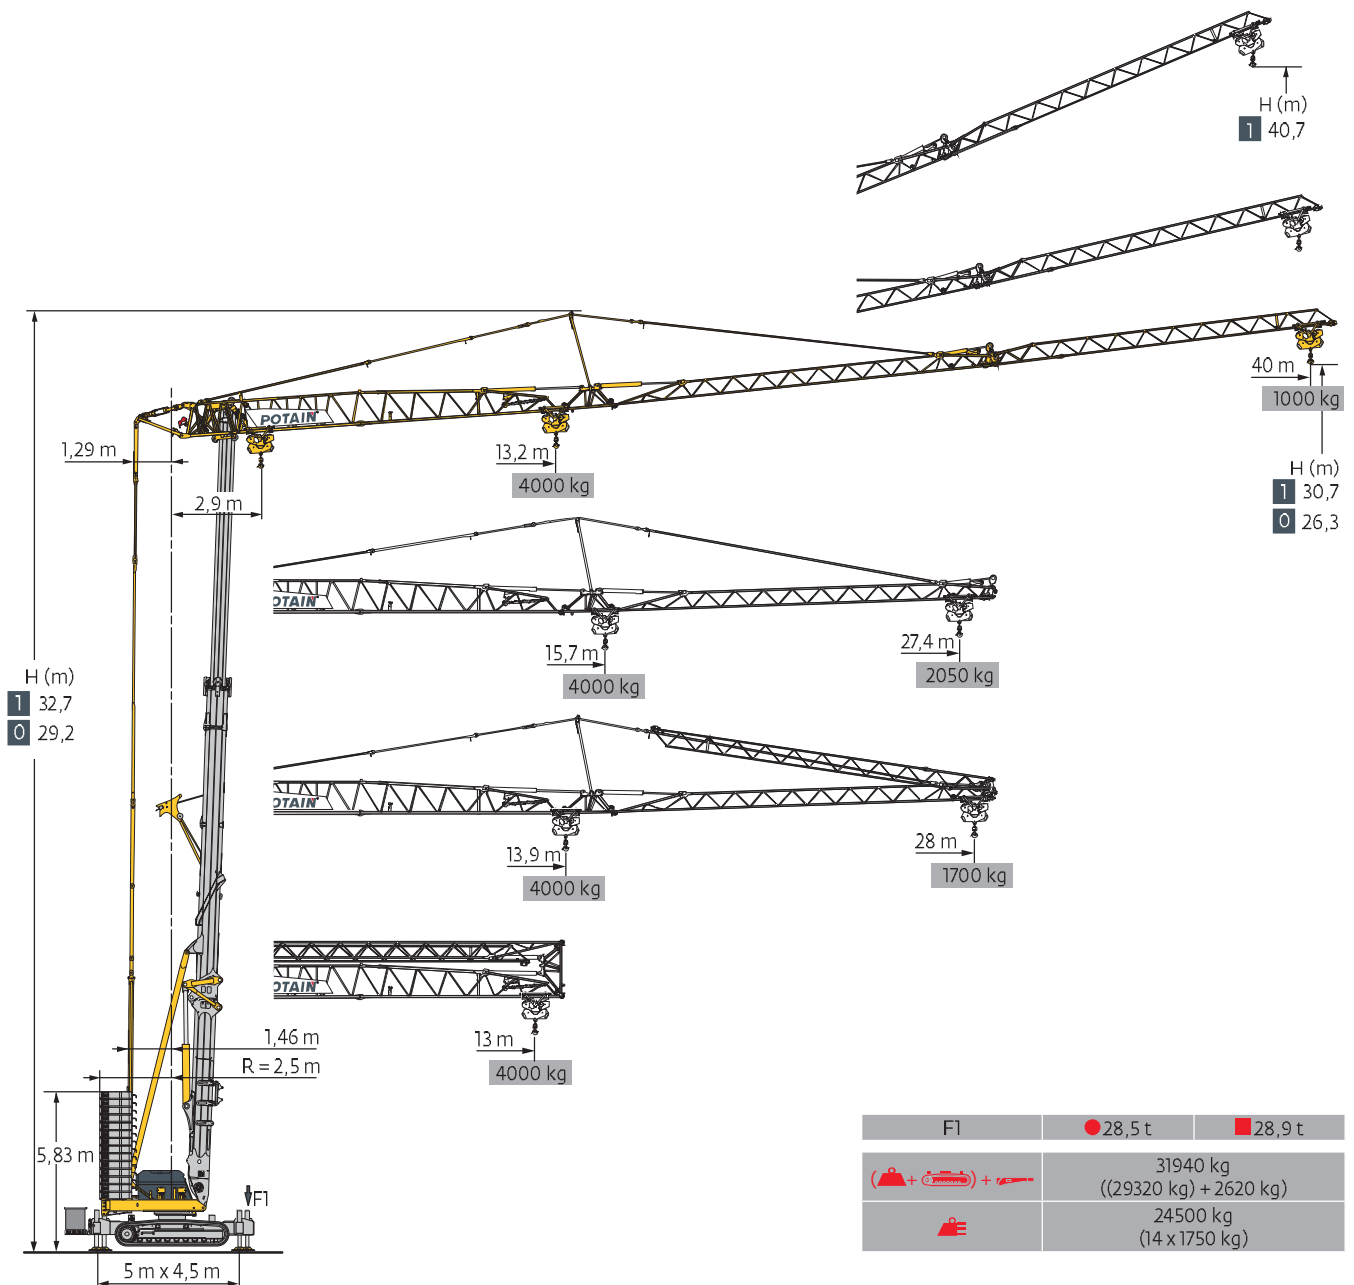 H (m)
1 40,7
40 m
1000 kg
H (m)
1 30,7
0 26,3
POTAIN
1,29 m
2,9 m
13,2 m
4000 kg
OTAIN
15,7 m
4000 kg
27,4 m
2050 kg
H (m)
1 32,7
0 29,2
OTAIN
13,9 m
4000 kg
28 m
1700 kg
OTAIN
13 m
4000 kg
1,46 m
R = 2,5 m
5,83 m
F1
5 m x 4,5 m
F1 28,5 t 28,9 t
( + ) + 31940 kg
((29320 kg) + 2620 kg)
24500 kg
(14 x 1750 kg)